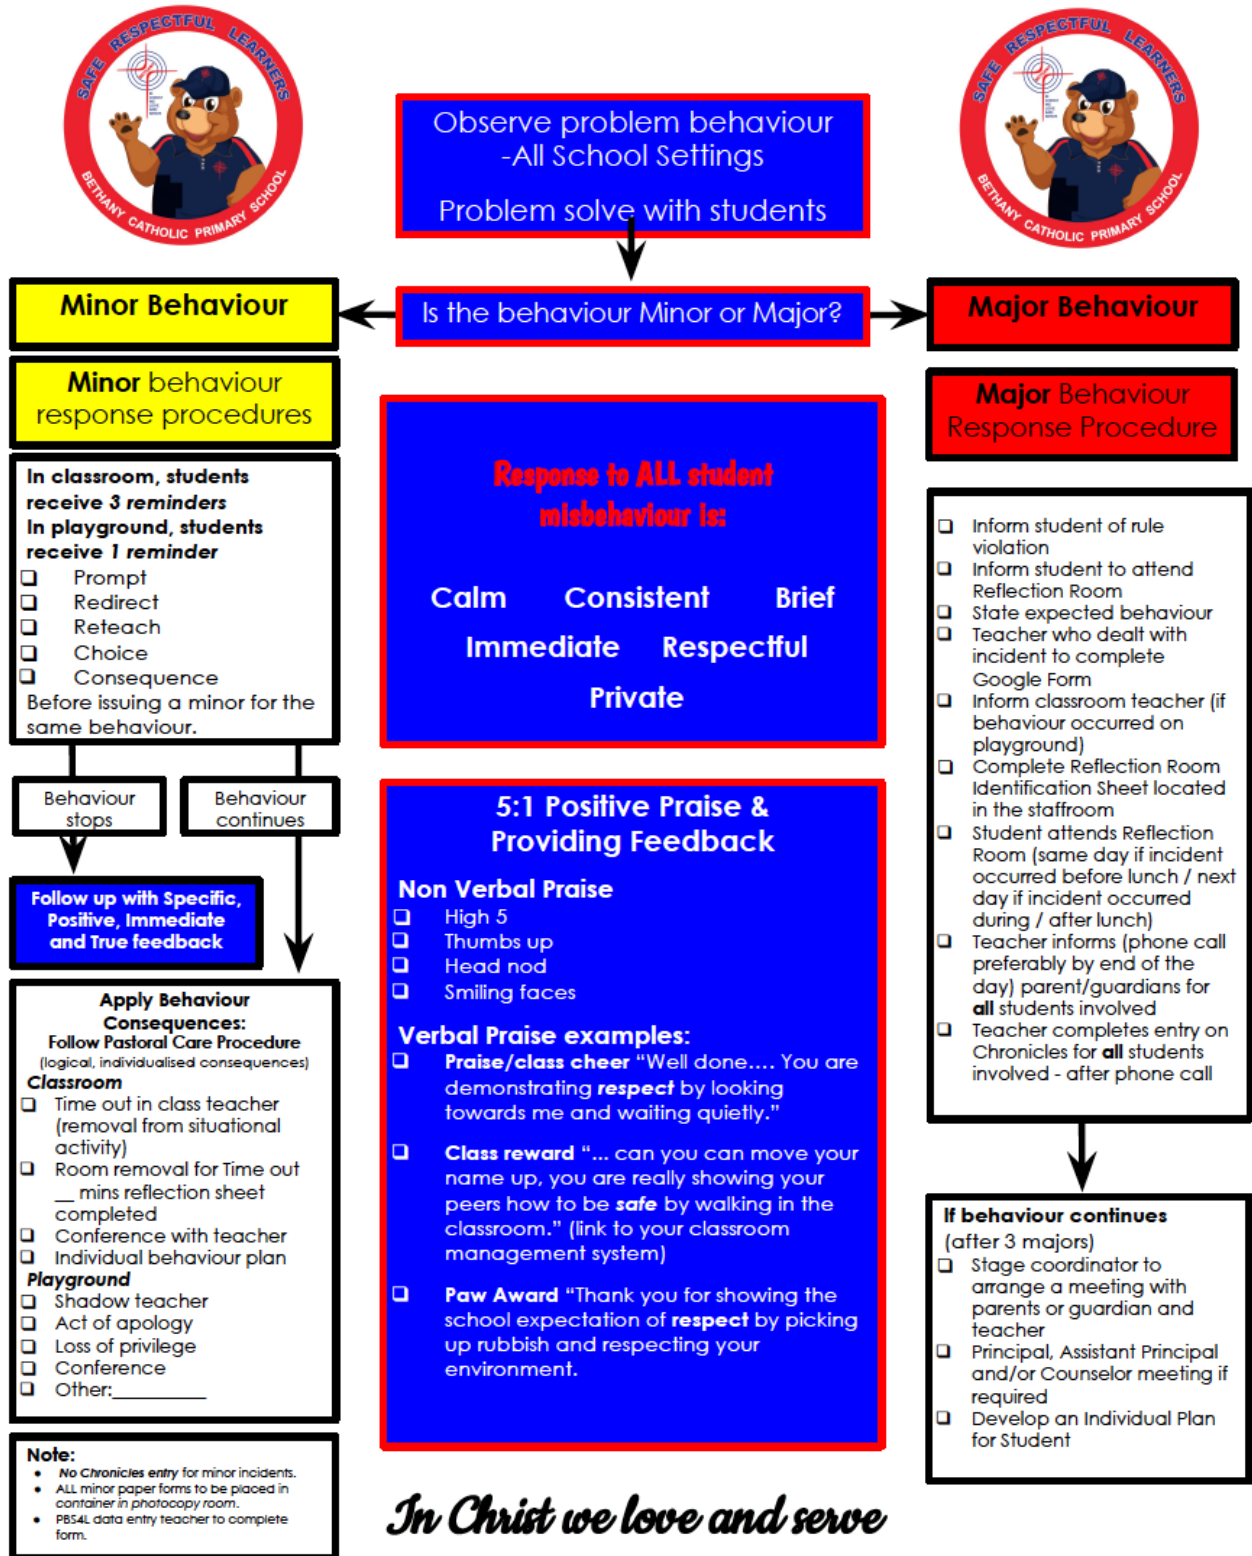 SAFE RESPECTFUL LEARNERS
BETHANY CATHOLIC PRIMARY SCHOOL
Observe problem behaviour
-All School Settings
Problem solve with students
SAFE RESPECTFUL LEARNERS
BETHANY CATHOLIC PRIMARY SCHOOL
Minor Behaviour
Is the behaviour Minor or Major?
Major Behaviour
Minor behaviour
response procedures
In classroom, students
receive 3 reminders
In playground, students
receive 1 reminder
❑ Prompt
❑ Redirect
❑ Reteach
❑ Choice
❑ Consequence
Before issuing a minor for the
same behaviour.
Behaviour
stops
Behaviour
continues
Follow up with Specific,
Positive, Immediate
and True feedback
Apply Behaviour
Consequences:
Follow Pastoral Care Procedure
(logical, individualised consequences)
Classroom
❑ Time out in class teacher
(removal from situational
activity)
❑ Room removal for Time out
__ mins reflection sheet
completed
❑ Conference with teacher
❑ Individual behaviour plan
Playground
❑ Shadow teacher
❑ Act of apology
❑ Loss of privilege
❑ Conference
❑ Other:_________
Note:
● No Chronicles entry for minor incidents.
● ALL minor paper forms to be placed in
container in photocopy room.
● PBS4L data entry teacher to complete
form.
Response to ALL student
misbehaviour is:
Calm Consistent Brief
Immediate Respectful
Private
5:1 Positive Praise &
Providing Feedback
Non Verbal Praise
❑ High 5
❑ Thumbs up
❑ Head nod
❑ Smiling faces
Verbal Praise examples:
❑ Praise/class cheer “Well done.... You are
demonstrating respect by looking
towards me and waiting quietly.”
❑ Class reward “... can you can move your
name up, you are really showing your
peers how to be safe by walking in the
classroom.” (link to your classroom
management system)
❑ Paw Award “Thank you for showing the
school expectation of respect by picking
up rubbish and respecting your
environment.
In Christ we love and serve
Major Behaviour
Response Procedure
❑ Inform student of rule
violation
❑ Inform student to attend
Reflection Room
❑ State expected behaviour
❑ Teacher who dealt with
incident to complete
Google Form
❑ Inform classroom teacher (if
behaviour occurred on
playground)
❑ Complete Reflection Room
Identification Sheet located
in the staffroom
❑ Student attends Reflection
Room (same day if incident
occurred before lunch / next
day if incident occurred
during / after lunch)
❑ Teacher informs (phone call
preferably by end of the
day) parent/guardians for
all students involved
❑ Teacher completes entry on
Chronicles for all students
involved - after phone call
If behaviour continues
(after 3 majors)
❑ Stage coordinator to
arrange a meeting with
parents or guardian and
teacher
❑ Principal, Assistant Principal
and/or Counselor meeting if
required
❑ Develop an Individual Plan
for Student